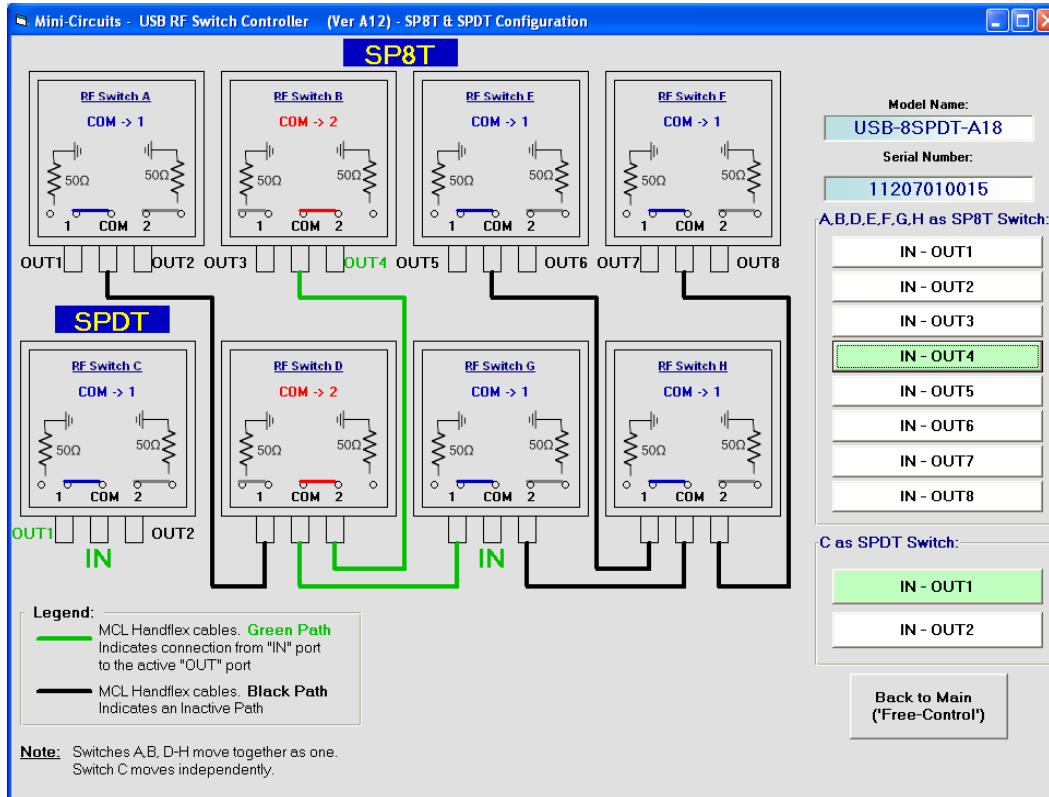 Mini-Circuits - USB RF Switch Controller (Ver A12) - SP8T & SPDT Configuration
SP8T
RF Switch A
COM -> 1
50Ω 50Ω
1 COM 2
OUT1 OUT2
RF Switch B
COM -> 2
50Ω 50Ω
1 COM 2
OUT3 OUT4
RF Switch E
COM -> 1
50Ω 50Ω
1 COM 2
OUT5 OUT6
RF Switch F
COM -> 1
50Ω 50Ω
1 COM 2
OUT7 OUT8
SPDT
RF Switch C
COM -> 1
50Ω 50Ω
1 COM 2
OUT1 OUT2
IN
RF Switch D
COM -> 2
50Ω 50Ω
1 COM 2
RF Switch G
COM -> 1
50Ω 50Ω
1 COM 2
IN
RF Switch H
COM -> 1
50Ω 50Ω
1 COM 2
Model Name:
USB-8SPDT-A18
Serial Number:
11207010015
A,B,D,E,F,G,H as SP8T Switch:
IN - OUT1
IN - OUT2
IN - OUT3
IN - OUT4
IN - OUT5
IN - OUT6
IN - OUT7
IN - OUT8
C as SPDT Switch:
IN - OUT1
IN - OUT2
Back to Main
('Free-Control')
Legend:
MCL Handflex cables. Green Path
Indicates connection from "IN" port
to the active "OUT" port
MCL Handflex cables. Black Path
Indicates an Inactive Path
Note: Switches A,B, D-H move together as one.
Switch C moves independently.